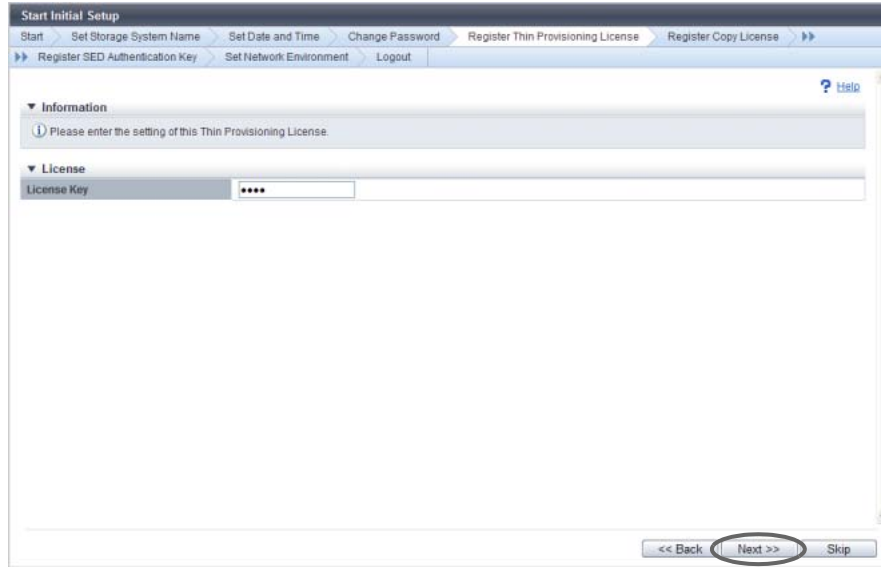 Start Initial Setup
Start Set Storage System Name Set Date and Time Change Password Register Thin Provisioning License Register Copy License
Register SED Authentication Key Set Network Environment Logout
? Help
Information
Please enter the setting of this Thin Provisioning License.
License
License Key ••••
<< Back Next >> Skip